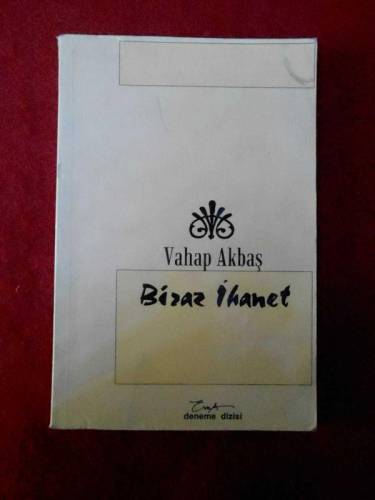 Vahap Akbaş
Biraz İhanet
deneme dizisi